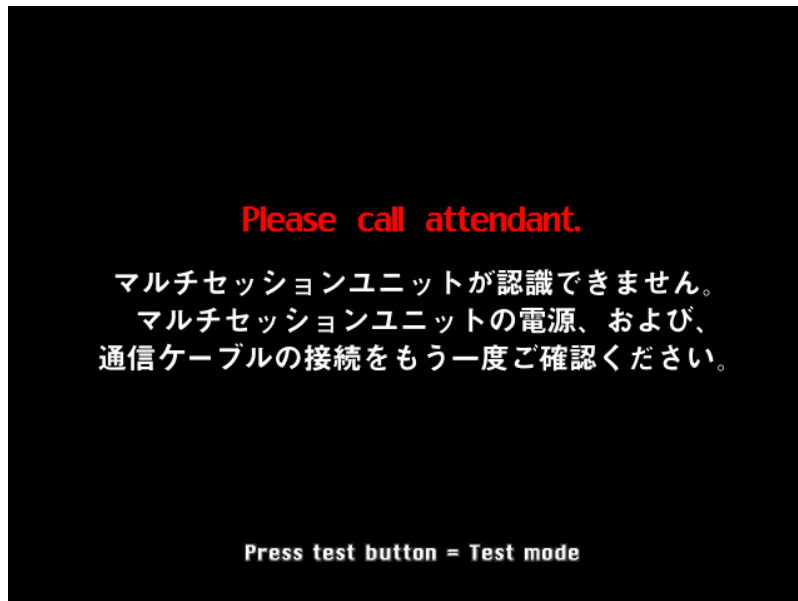 Please call attendant.
マルチセッションユニットが認識できません。
マルチセッションユニットの電源、および、
通信ケーブルの接続をもう一度ご確認ください。
Press test button = Test mode